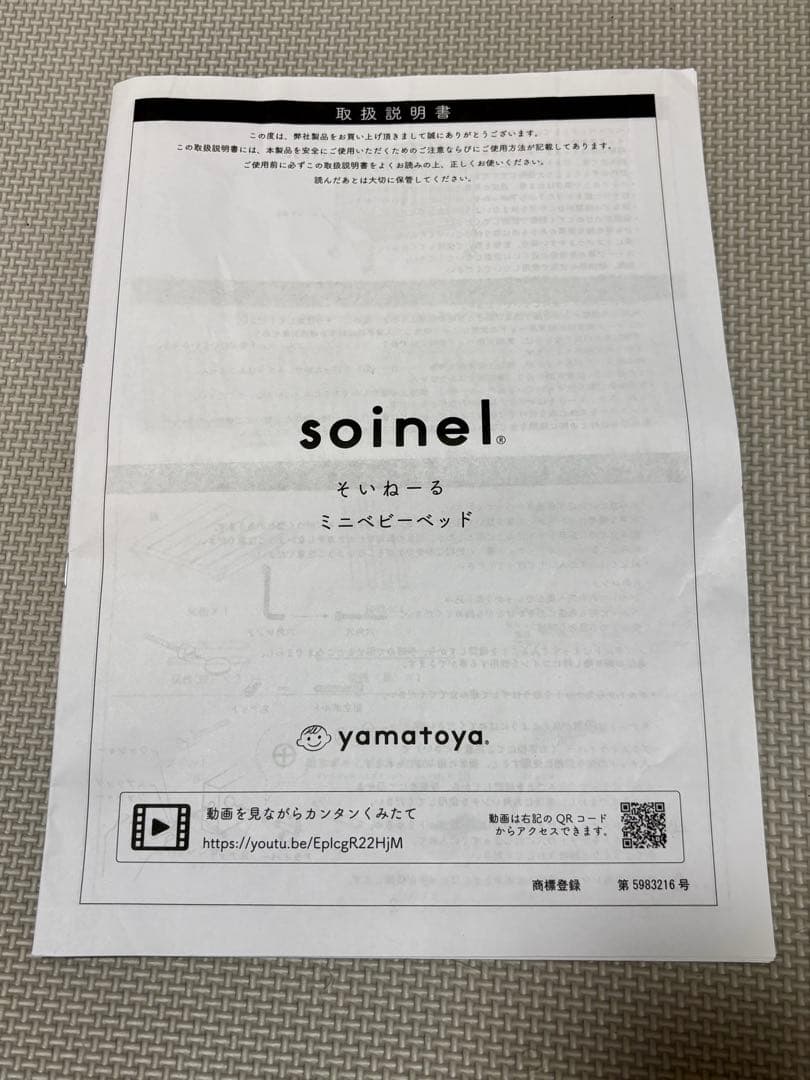 取扱説明書
この度は、弊社製品をお買い上げ頂きまして誠にありがとうございます。
この取扱説明書には、本製品を安全にご使用いただくためのご注意ならびにご使用方法が記載してあります。
ご使用前に必ずこの取扱説明書をよくお読みの上、正しくお使いください。
読んだあとは大切に保管してください。
soinel®
そいねーる
ミニベビーベッド
yamatoya®
動画を見ながらカンタンくみたて
https://youtu.be/EplcgR22HjM
動画は右記のQRコード
からアクセスできます。
商標登録 第5983216号